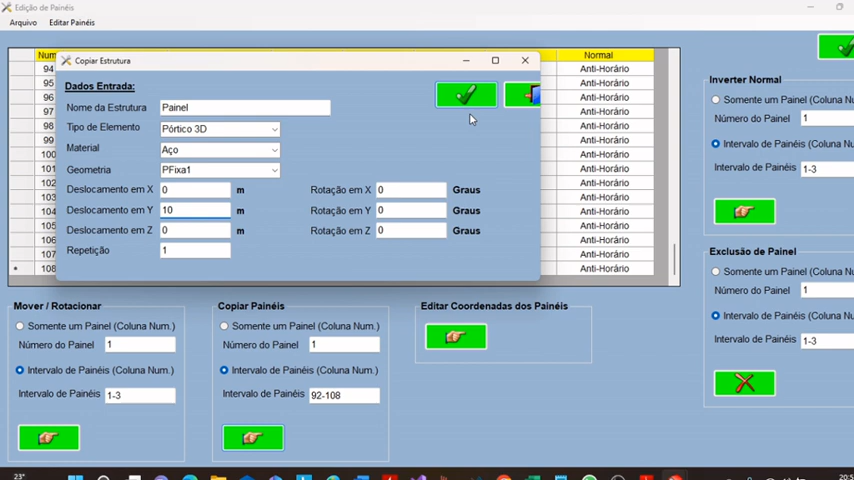 Edição de Painéis
Arquivo Editar Painéis
Num Normal
94 Anti-Horário
95 Anti-Horário
96 Anti-Horário
97 Anti-Horário
98 Anti-Horário
99 Anti-Horário
100 Anti-Horário
101 Anti-Horário
102 Anti-Horário
103 Anti-Horário
104 Anti-Horário
105 Anti-Horário
106 Anti-Horário
107 Anti-Horário
108 Anti-Horário
Copiar Estrutura
Dados Entrada:
Nome da Estrutura Painel
Tipo de Elemento Pórtico 3D
Material Aço
Geometria PFixa1
Deslocamento em X 0 m Rotação em X 0 Graus
Deslocamento em Y 10 m Rotação em Y 0 Graus
Deslocamento em Z 0 m Rotação em Z 0 Graus
Repetição 1
Inverter Normal
Somente um Painel (Coluna N
Número do Painel 1
Intervalo de Painéis (Coluna
Intervalo de Painéis 1-3
Exclusão de Painel
Somente um Painel (Coluna N
Número do Painel 1
Intervalo de Painéis (Coluna
Intervalo de Painéis 1-3
Mover / Rotacionar
Somente um Painel (Coluna Num.)
Número do Painel 1
Intervalo de Painéis (Coluna Num.)
Intervalo de Painéis 1-3
Copiar Painéis
Somente um Painel (Coluna Num.)
Número do Painel 1
Intervalo de Painéis (Coluna Num.)
Intervalo de Painéis 92-108
Editar Coordenadas dos Painéis
23°